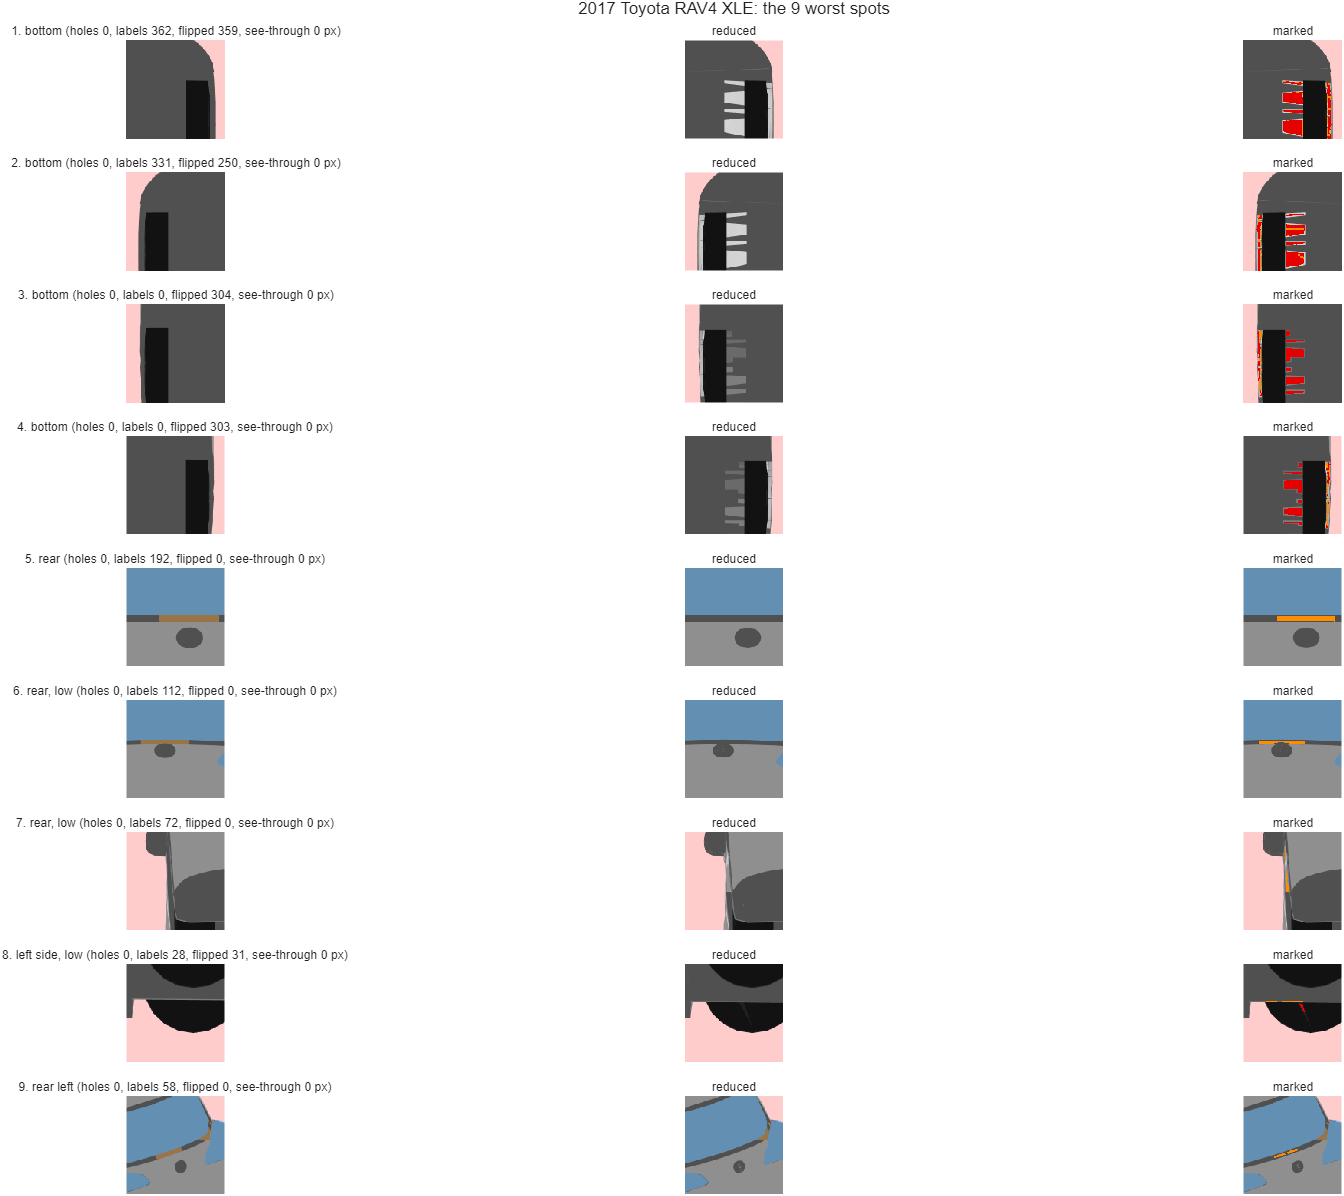 2017 Toyota RAV4 XLE: the 9 worst spots
1. bottom (holes 0, labels 362, flipped 359, see-through 0 px)
reduced
marked
2. bottom (holes 0, labels 331, flipped 250, see-through 0 px)
reduced
marked
3. bottom (holes 0, labels 0, flipped 304, see-through 0 px)
reduced
marked
4. bottom (holes 0, labels 0, flipped 303, see-through 0 px)
reduced
marked
5. rear (holes 0, labels 192, flipped 0, see-through 0 px)
reduced
marked
6. rear, low (holes 0, labels 112, flipped 0, see-through 0 px)
reduced
marked
7. rear, low (holes 0, labels 72, flipped 0, see-through 0 px)
reduced
marked
8. left side, low (holes 0, labels 28, flipped 31, see-through 0 px)
reduced
marked
9. rear left (holes 0, labels 58, flipped 0, see-through 0 px)
reduced
marked